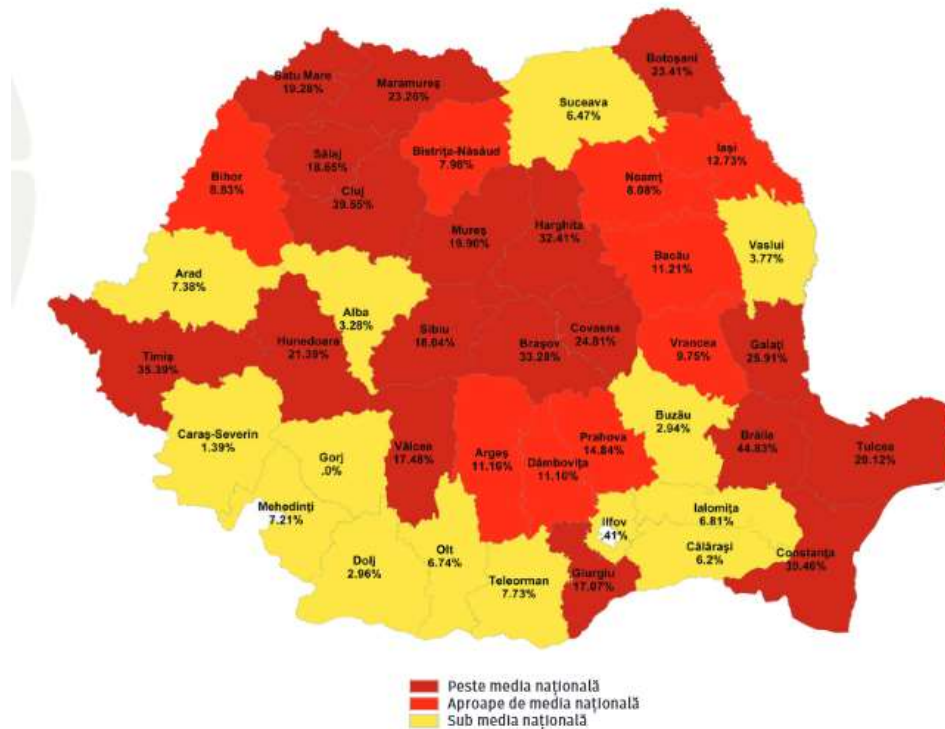 Botoșani
23.41%
Satu Mare
19.28%
Maramureș
23.26%
Suceava
6.47%
Iași
12.73%
Bistrița-Năsăud
7.98%
Sălaj
18.65%
Neamț
8.08%
Bihor
8.83%
Cluj
39.55%
Mureș
19.90%
Harghita
32.41%
Vaslui
3.77%
Bacău
11.21%
Arad
7.38%
Alba
3.28%
Sibiu
18.04%
Covasna
24.81%
Brașov
33.28%
Hunedoara
21.39%
Vrancea
9.75%
Galați
25.91%
Timiș
35.39%
Buzău
2.94%
Caraș-Severin
1.39%
Gorj
.0%
Vâlcea
17.48%
Argeș
11.16%
Prahova
14.84%
Dâmbovița
11.10%
Brăila
44.83%
Tulcea
20.12%
Mehedinți
7.21%
Ilfov
.41%
Ialomița
6.81%
Olt
6.74%
Călărași
6.2%
Constanța
Dolj
2.96%
Teleorman
7.73%
Giurgiu
17.07%
Peste media națională
Aproape de media națională
Sub media națională